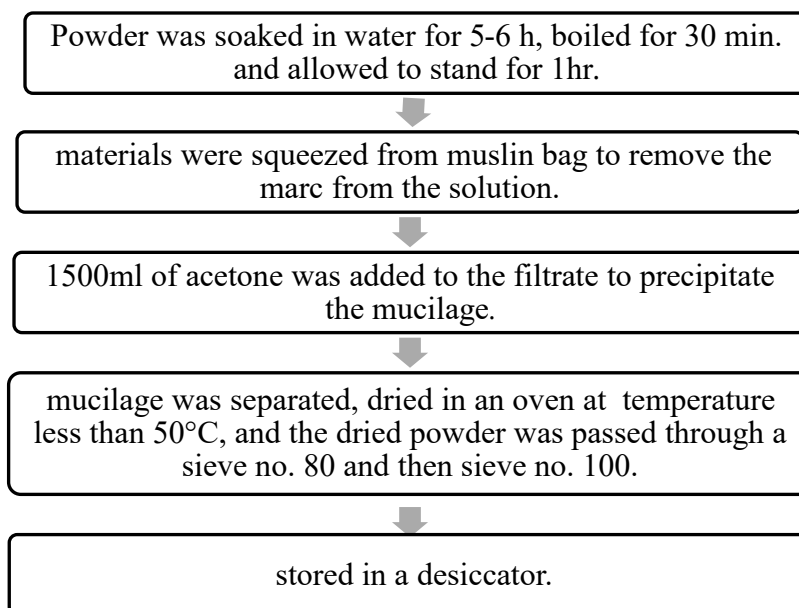 Powder was soaked in water for 5-6 h, boiled for 30 min.
and allowed to stand for 1hr.
materials were squeezed from muslin bag to remove the
marc from the solution.
1500ml of acetone was added to the filtrate to precipitate
the mucilage.
mucilage was separated, dried in an oven at temperature
less than 50°C, and the dried powder was passed through a
sieve no. 80 and then sieve no. 100.
stored in a desiccator.